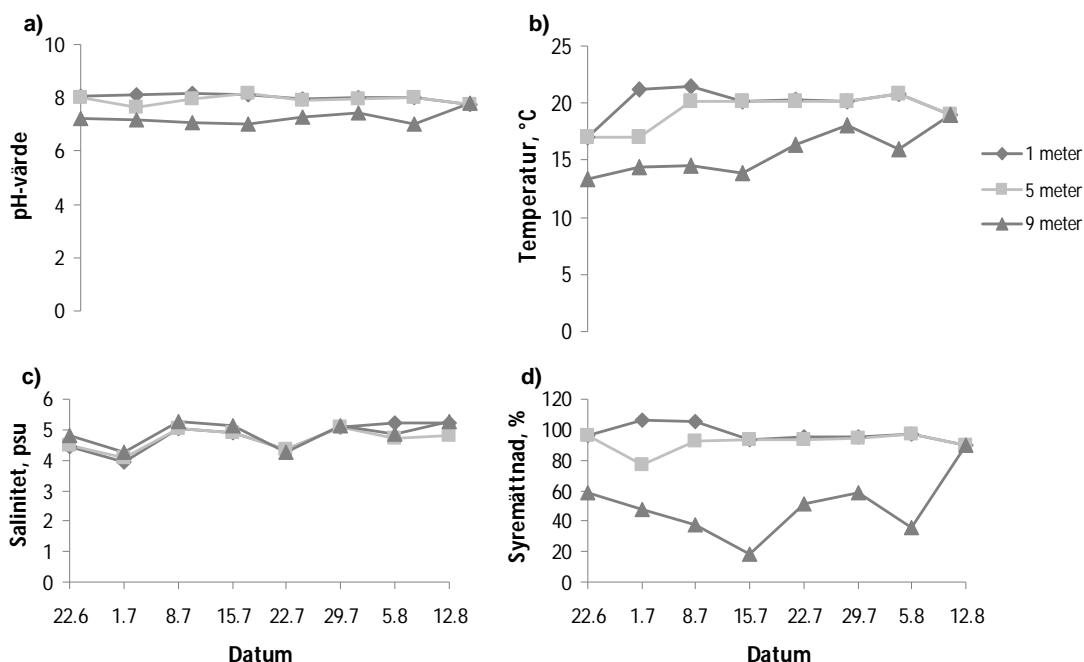 a)
10
8
6
4
2
0
pH-värde
b)
25
20
15
10
5
0
Temperatur, °C
1 meter
5 meter
9 meter
c)
6
5
4
3
2
1
0
Salinitet, psu
22.6 1.7 8.7 15.7 22.7 29.7 5.8 12.8
Datum
d)
120
100
80
60
40
20
0
Syremättnad, %
22.6 1.7 8.7 15.7 22.7 29.7 5.8 12.8
Datum